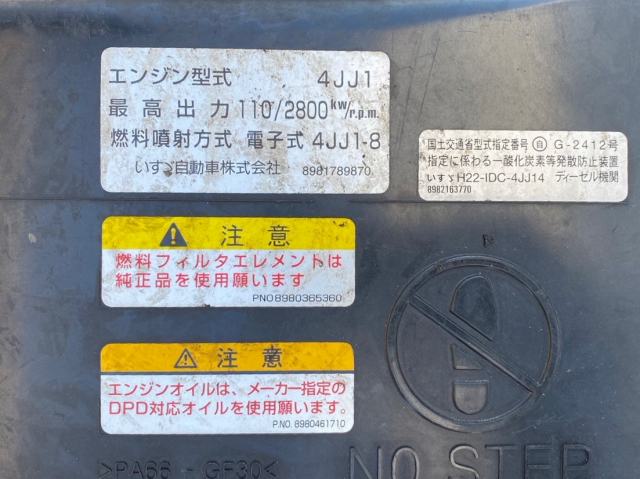 エンジン型式 4JJ1
最高出力 110/2800kw/r.p.m.
燃料噴射方式 電子式 4JJ1-8
いすゞ自動車株式会社 8981789870
国土交通省型式指定番号 自 G-2412号
指定に係わる一酸化炭素等発散防止装置
いすゞH22-IDC-4JJ14 ディーゼル機関
8982163770
注意
燃料フィルタエレメントは
純正品を使用願います
PNO8980365360
注意
エンジンオイルは、メーカー指定の
DPD対応オイルを使用願います。
P.NO. 8980461710
>PA66-GF30<
NO STEP